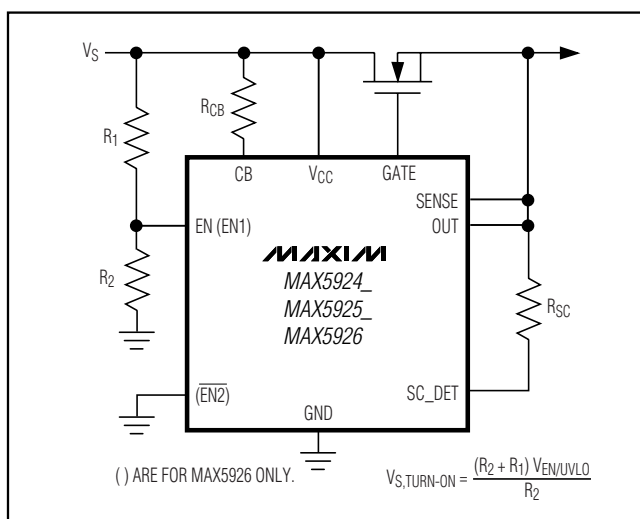 V_S
R_CB
R_1
CB
V_CC
GATE
SENSE
EN (EN1)
OUT
MAXIM
R_2
MAX5924_
MAX5925_
MAX5926
R_SC
(E̅N̅2̅)
SC_DET
GND
( ) ARE FOR MAX5926 ONLY.
V_S,TURN-ON = (R_2 + R_1) V_EN/UVLO / R_2